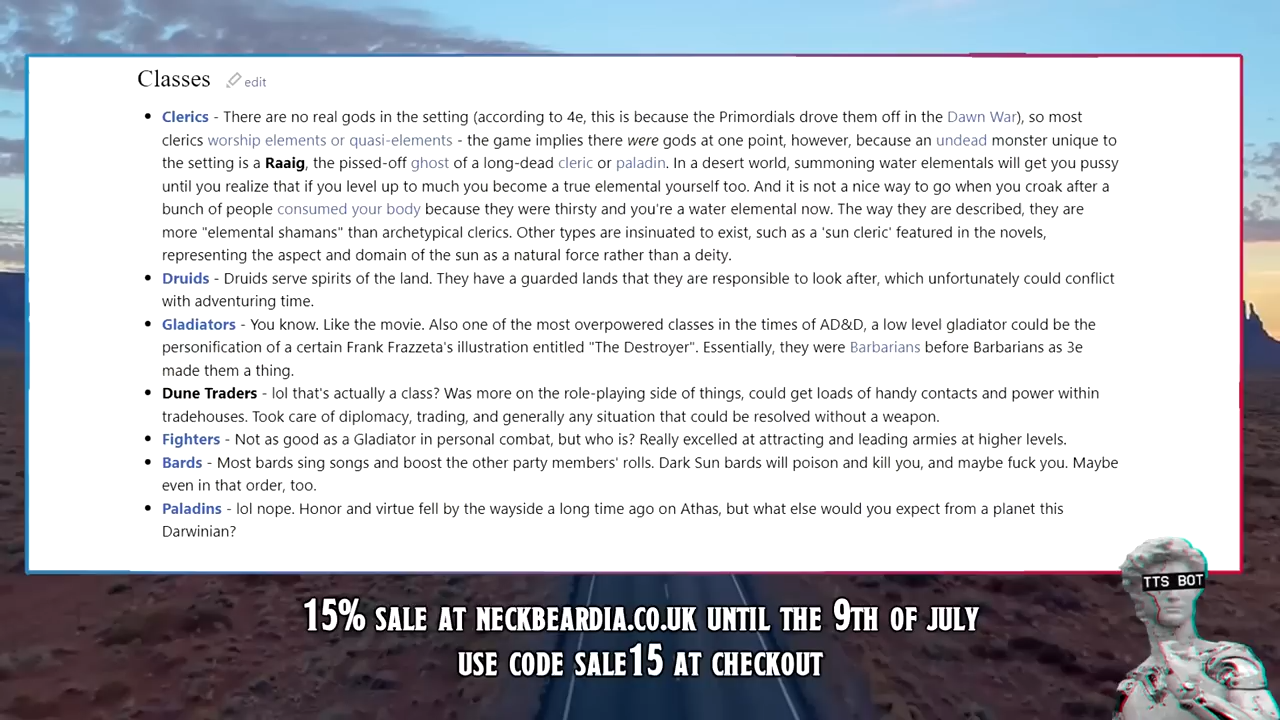 Classes edit
Clerics - There are no real gods in the setting (according to 4e, this is because the Primordials drove them off in the Dawn War), so most
clerics worship elements or quasi-elements - the game implies there were gods at one point, however, because an undead monster unique to
the setting is a Raaig, the pissed-off ghost of a long-dead cleric or paladin. In a desert world, summoning water elementals will get you pussy
until you realize that if you level up to much you become a true elemental yourself too. And it is not a nice way to go when you croak after a
bunch of people consumed your body because they were thirsty and you're a water elemental now. The way they are described, they are
more "elemental shamans" than archetypical clerics. Other types are insinuated to exist, such as a 'sun cleric' featured in the novels,
representing the aspect and domain of the sun as a natural force rather than a deity.
Druids - Druids serve spirits of the land. They have a guarded lands that they are responsible to look after, which unfortunately could conflict
with adventuring time.
Gladiators - You know. Like the movie. Also one of the most overpowered classes in the times of AD&D, a low level gladiator could be the
personification of a certain Frank Frazzeta's illustration entitled "The Destroyer". Essentially, they were Barbarians before Barbarians as 3e
made them a thing.
Dune Traders - lol that's actually a class? Was more on the role-playing side of things, could get loads of handy contacts and power within
tradehouses. Took care of diplomacy, trading, and generally any situation that could be resolved without a weapon.
Fighters - Not as good as a Gladiator in personal combat, but who is? Really excelled at attracting and leading armies at higher levels.
Bards - Most bards sing songs and boost the other party members' rolls. Dark Sun bards will poison and kill you, and maybe fuck you. Maybe
even in that order, too.
Paladins - lol nope. Honor and virtue fell by the wayside a long time ago on Athas, but what else would you expect from a planet this
Darwinian?
TTS BOT
15% SALE AT NECKBEARDIA.CO.UK UNTIL THE 9TH OF JULY
USE CODE SALE15 AT CHECKOUT